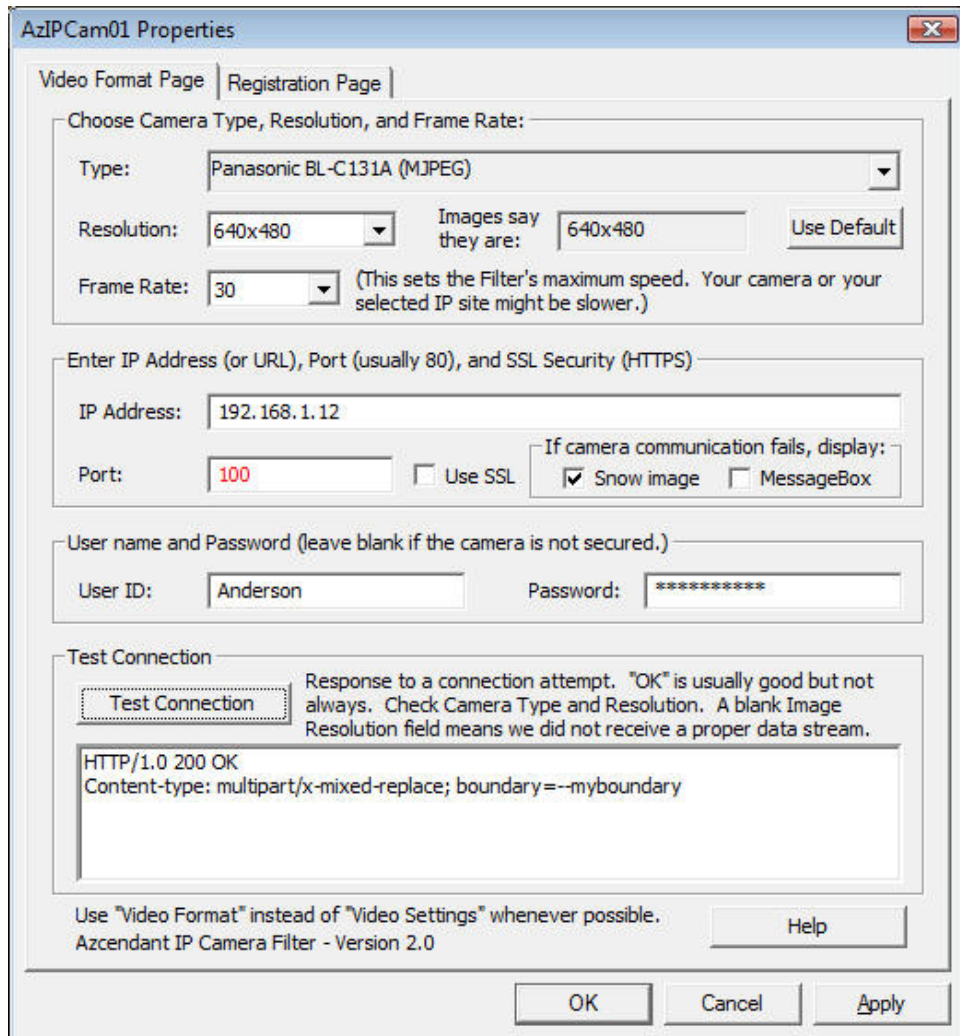 AzIPCam01 Properties
Video Format Page
Registration Page
Choose Camera Type, Resolution, and Frame Rate:
Type: Panasonic BL-C131A (MJPEG)
Resolution: 640x480 Images say they are: 640x480 Use Default
Frame Rate: 30 (This sets the Filter's maximum speed. Your camera or your
selected IP site might be slower.)
Enter IP Address (or URL), Port (usually 80), and SSL Security (HTTPS)
IP Address: 192.168.1.12
If camera communication fails, display:
Port: 100 Use SSL Snow image MessageBox
User name and Password (leave blank if the camera is not secured.)
User ID: Anderson Password: **********
Test Connection
Test Connection
Response to a connection attempt. "OK" is usually good but not
always. Check Camera Type and Resolution. A blank Image
Resolution field means we did not receive a proper data stream.
HTTP/1.0 200 OK
Content-type: multipart/x-mixed-replace; boundary=--myboundary
Use "Video Format" instead of "Video Settings" whenever possible.
Azcendant IP Camera Filter - Version 2.0
Help
OK Cancel Apply